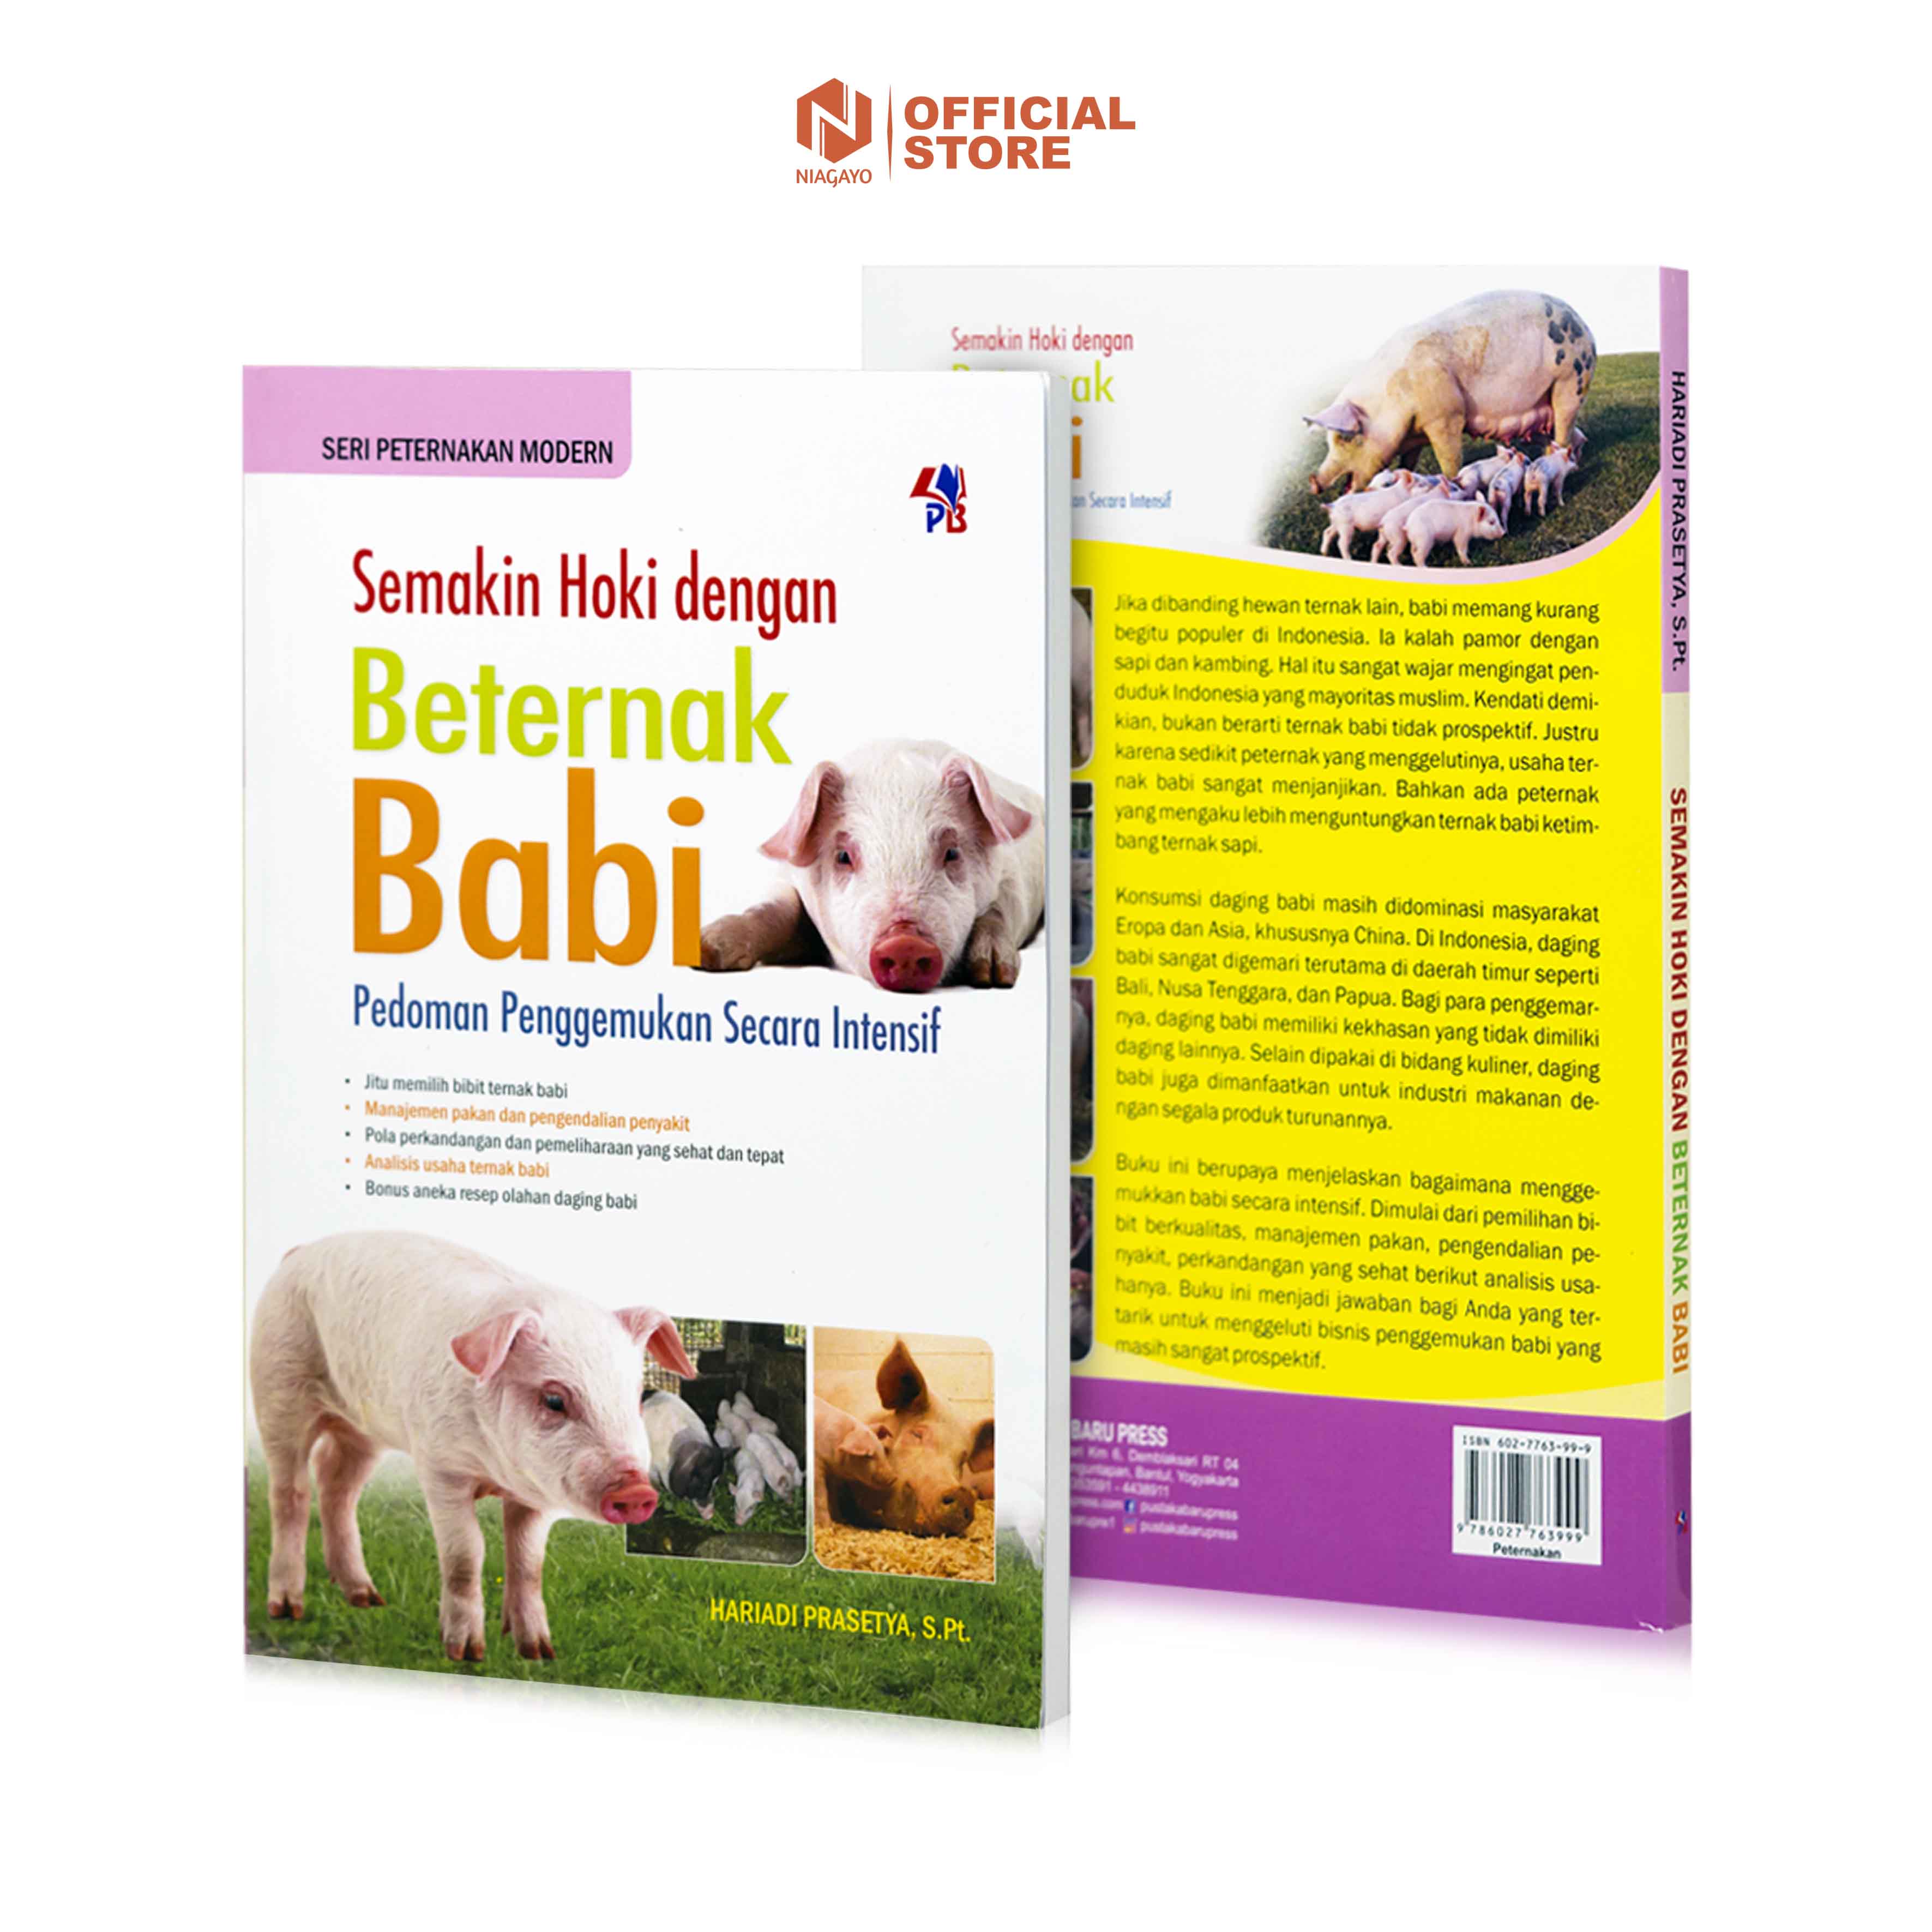 NIAGAYO
OFFICIAL
STORE
SERI PETERNAKAN MODERN
PB
Semakin Hoki dengan
Beternak
Babi
Pedoman Penggemukan Secara Intensif
• Jitu memilih bibit ternak babi
• Manajemen pakan dan pengendalian penyakit
• Pola perkandangan dan pemeliharaan yang sehat dan tepat
• Analisis usaha ternak babi
• Bonus aneka resep olahan daging babi
HARIADI PRASETYA, S.Pt.
Semakin Hoki dengan
Secara Intensif
Jika dibanding hewan ternak lain, babi memang kurang
begitu populer di Indonesia. Ia kalah pamor dengan
sapi dan kambing. Hal itu sangat wajar mengingat pen-
duduk Indonesia yang mayoritas muslim. Kendati demi-
kian, bukan berarti ternak babi tidak prospektif. Justru
karena sedikit peternak yang menggelutinya, usaha ter-
nak babi sangat menjanjikan. Bahkan ada peternak
yang mengaku lebih menguntungkan ternak babi ketim-
bang ternak sapi.
Konsumsi daging babi masih didominasi masyarakat
Eropa dan Asia, khususnya China. Di Indonesia, daging
babi sangat digemari terutama di daerah timur seperti
Bali, Nusa Tenggara, dan Papua. Bagi para penggemar-
nya, daging babi memiliki kekhasan yang tidak dimiliki
daging lainnya. Selain dipakai di bidang kuliner, daging
babi juga dimanfaatkan untuk industri makanan de-
ngan segala produk turunannya.
Buku ini berupaya menjelaskan bagaimana mengge-
mukkan babi secara intensif. Dimulai dari pemilihan bi-
bit berkualitas, manajemen pakan, pengendalian pe-
nyakit, perkandangan yang sehat berikut analisis usa-
hanya. Buku ini menjadi jawaban bagi Anda yang ter-
tarik untuk menggeluti bisnis penggemukan babi yang
masih sangat prospektif.
BARU PRESS
Km 6, Demblaksari RT 04
Bantul, Yogyakarta
4438911
pustakabarupress
pustakabarupress
ISBN 602-7763-99-9
9 786027 763999
Peternakan
HARIADI PRASETYA, S.Pt.
SEMAKIN HOKI DENGAN BETERNAK BABI